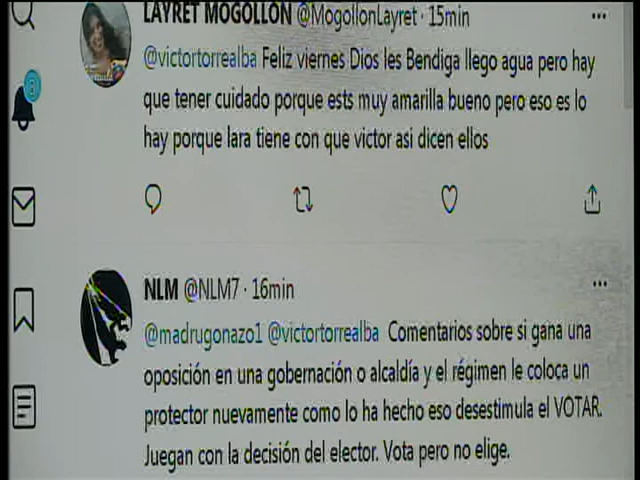 LAYRET MOGOLLON @MogollonLayret · 15min
@victortorrealba Feliz viernes Dios les Bendiga llego agua pero hay
que tener cuidado porque ests muy amarilla bueno pero eso es lo
hay porque lara tiene con que victor asi dicen ellos
NLM @NLM7 · 16min
@madrugonazo1 @victortorrealba Comentarios sobre si gana una
oposición en una gobernación o alcaldía y el régimen le coloca un
protector nuevamente como lo ha hecho eso desestimula el VOTAR.
Juegan con la decisión del elector. Vota pero no elige.